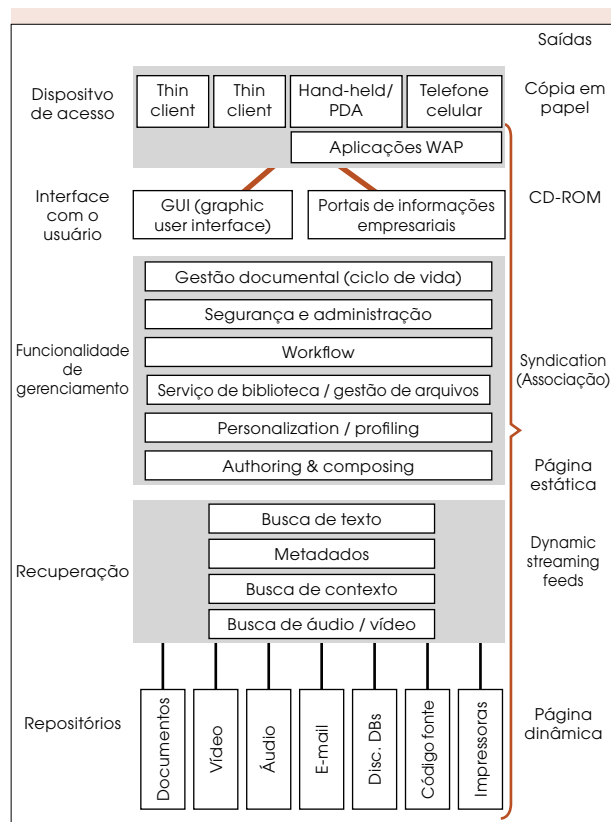 Saídas
Dispositvo
de acesso
Thin
client
Thin
client
Hand-held/
PDA
Telefone
celular
Cópia em
papel
Aplicações WAP
Interface
com o
usuário
GUI (graphic
user interface)
Portais de informações
empresariais
CD-ROM
Funcionalidade
de
gerenciamento
Gestão documental (ciclo de vida)
Segurança e administração
Workflow
Serviço de biblioteca / gestão de arquivos
Personalization / profiling
Authoring & composing
Syndication
(Associação)
Página
estática
Recuperação
Busca de texto
Metadados
Busca de contexto
Busca de áudio / vídeo
Dynamic
streaming
feeds
Repositórios
Documentos
Vídeo
Áudio
E-mail
Disc. DBs
Código fonte
Impressoras
Página
dinâmica